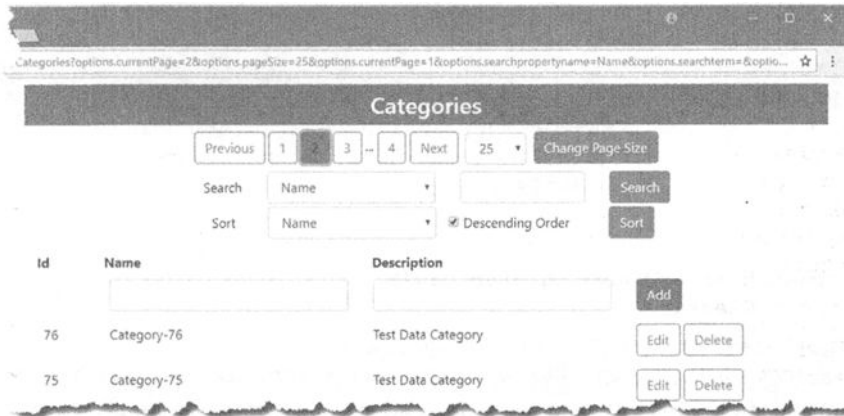 Categories?options.currentPage=2&options.pageSize=25&options.currentPage=1&options.searchpropertyname=Name&options.searchterm=&optio...
Categories
Previous 1 2 3 ... 4 Next 25 Change Page Size
Search Name Search
Sort Name Descending Order Sort
Id Name Description
Add
76 Category-76 Test Data Category Edit Delete
75 Category-75 Test Data Category Edit Delete